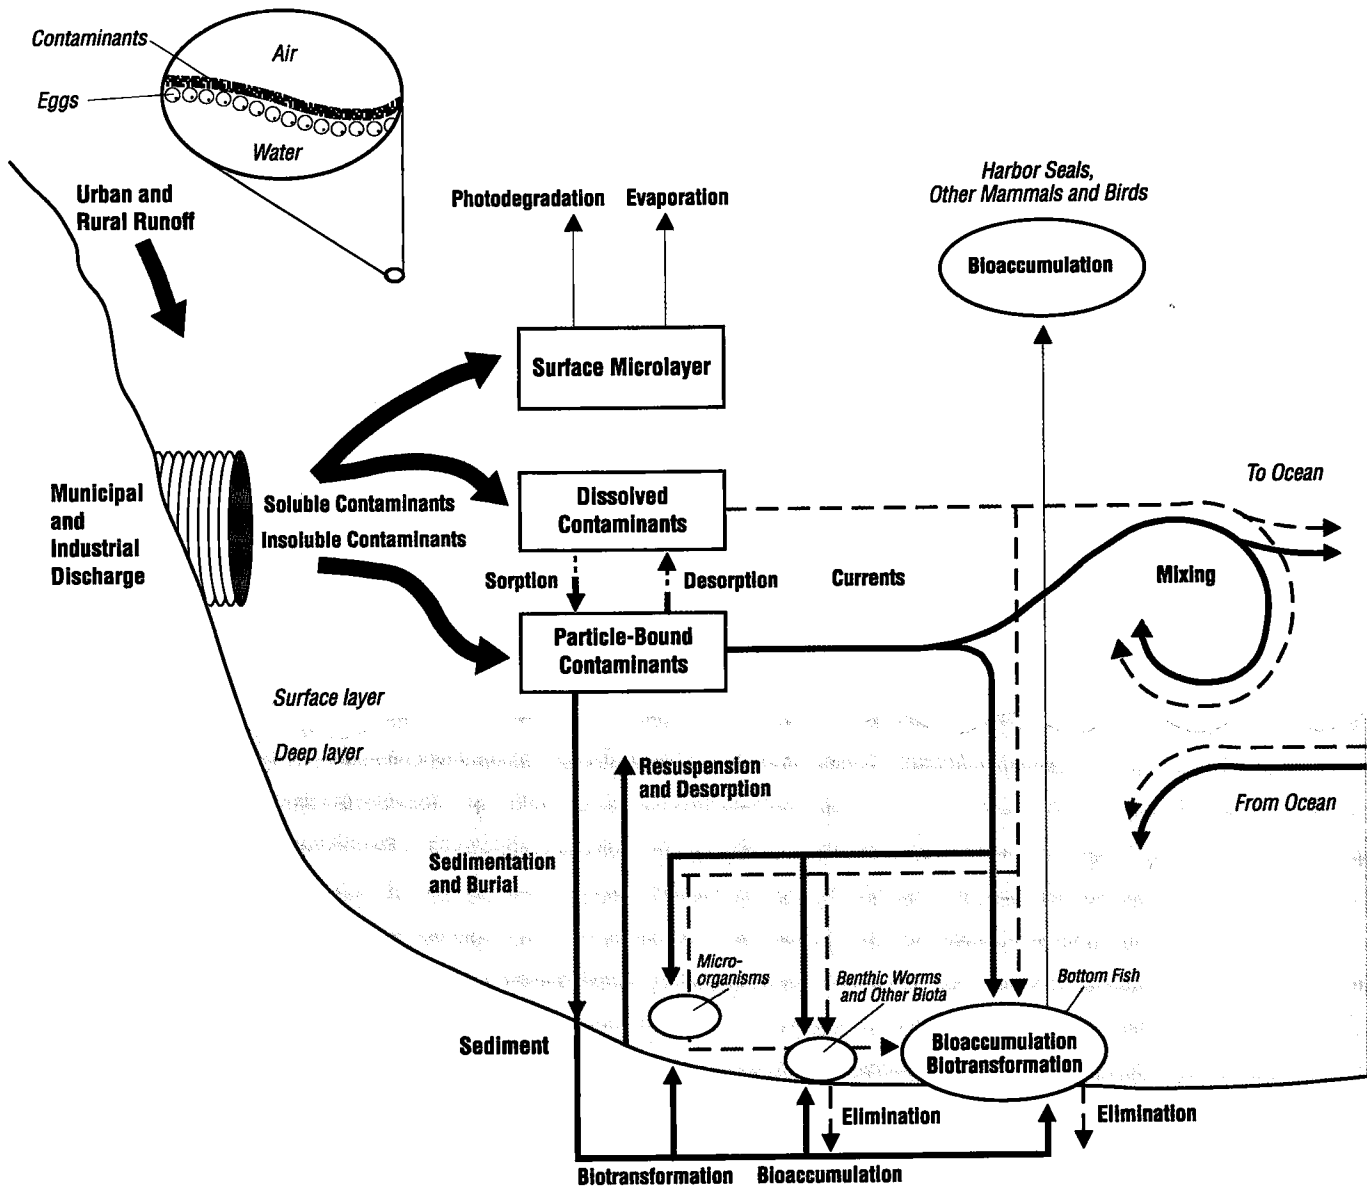 Contaminants
Air
Eggs
Water
Urban and
Rural Runoff
Photodegradation
Evaporation
Harbor Seals,
Other Mammals and Birds
Bioaccumulation
Surface Microlayer
Municipal
and
Industrial
Discharge
Soluble Contaminants
Insoluble Contaminants
Dissolved
Contaminants
To Ocean
Sorption
Desorption
Currents
Mixing
Particle-Bound
Contaminants
Surface layer
Deep layer
Resuspension
and Desorption
From Ocean
Sedimentation
and Burial
Micro-
organisms
Benthic Worms
and Other Biota
Bottom Fish
Sediment
Bioaccumulation
Biotransformation
Elimination
Elimination
Biotransformation
Bioaccumulation